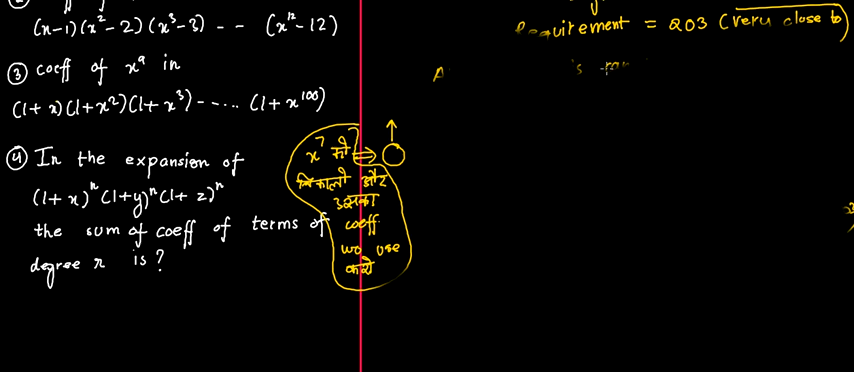 (x-1)(x²-2)(x³-3) - - (x¹²-12)
③ coeff of x⁹ in
(1+x)(1+x²)(1+x³)-...... (1+x¹⁰⁰)
④ In the expansion of
(1+x)ⁿ(1+y)ⁿ(1+z)ⁿ
the sum of coeff of terms of
degree r is?
Requirement = 203 (very close to)
x⁷ को ⇒
निकालो और
उसका
coeff
wo use
करो